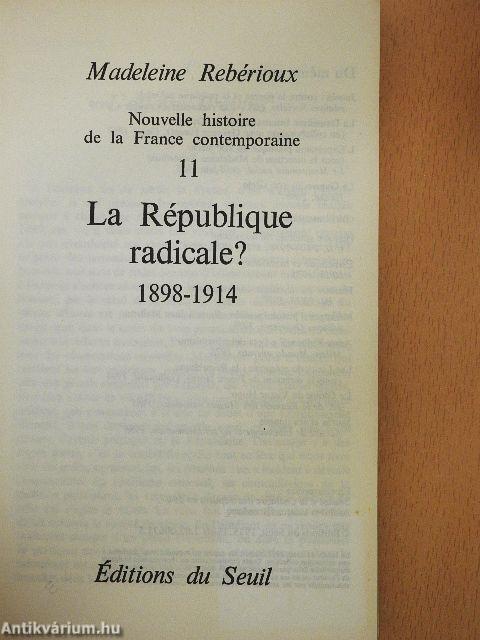 Madeleine Rebérioux
Nouvelle histoire
de la France contemporaine
11
La République
radicale?
1898-1914
Éditions du Seuil
Antikvárium.hu